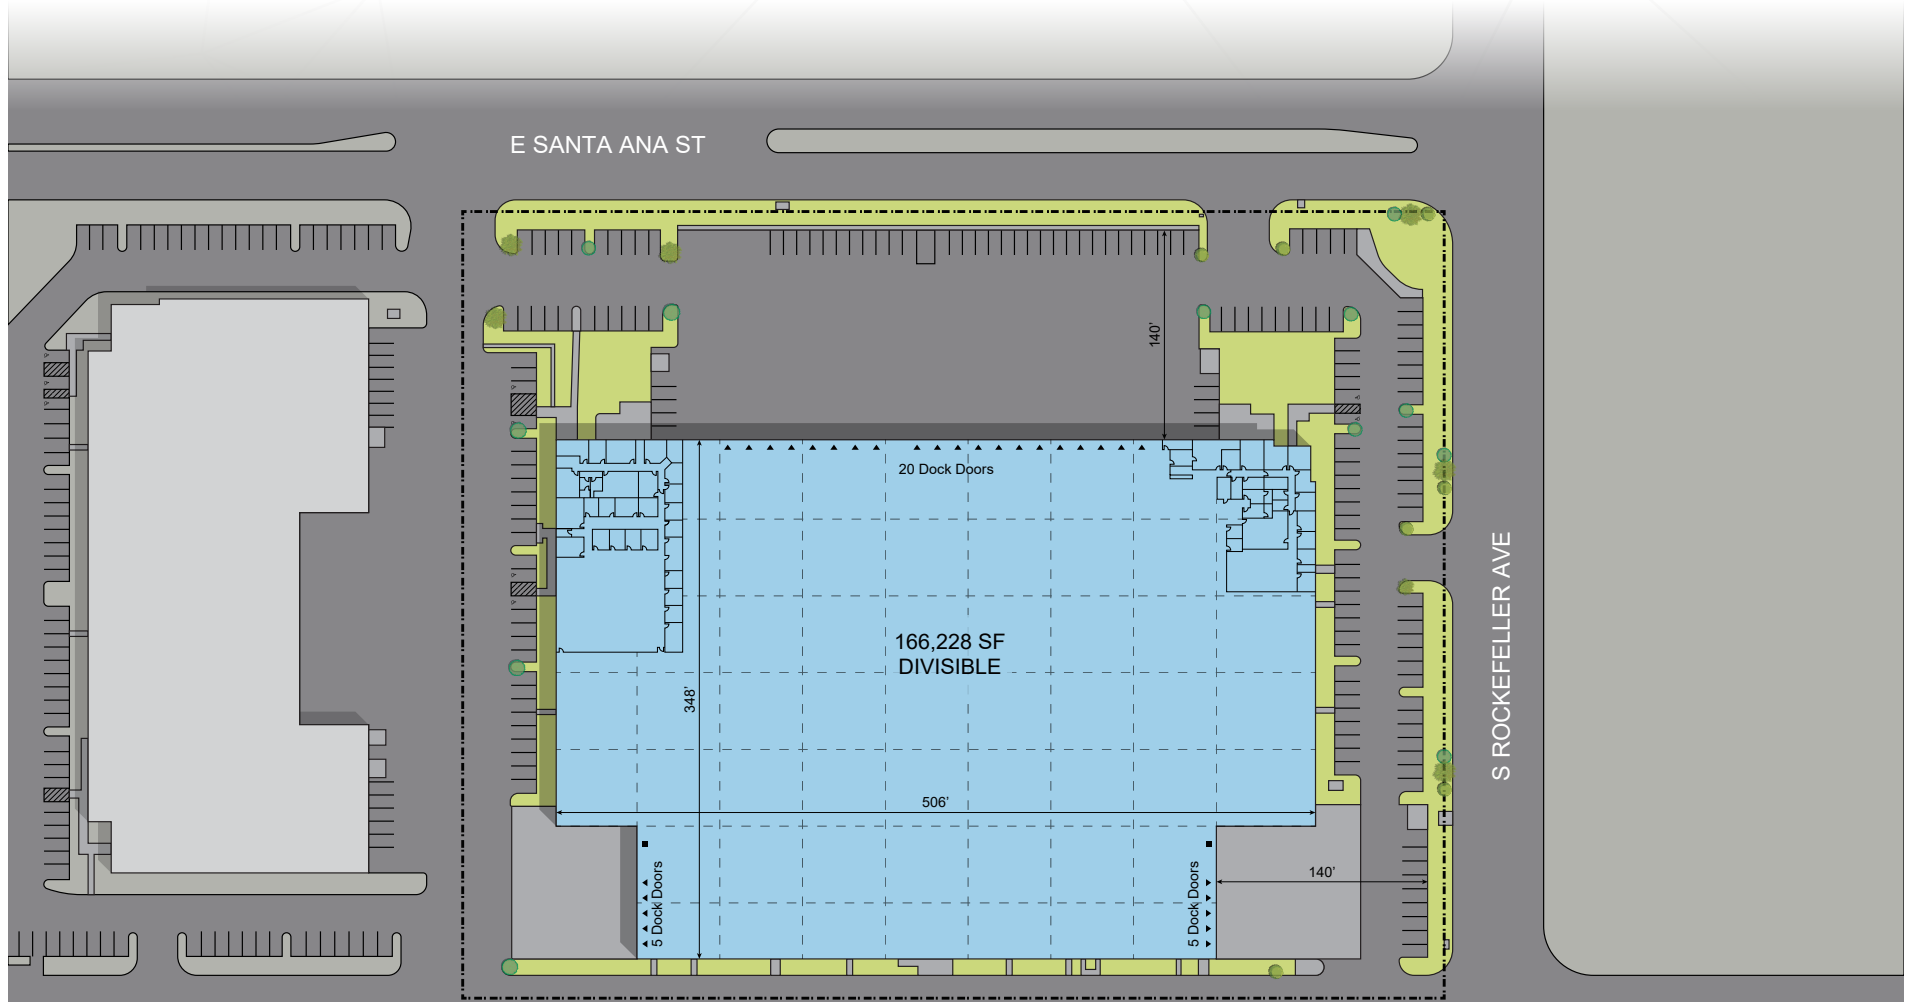 E SANTA ANA ST
140'
20 Dock Doors
166,228 SF
DIVISIBLE
348'
S ROCKEFELLER AVE
506'
5 Dock Doors
5 Dock Doors
140'